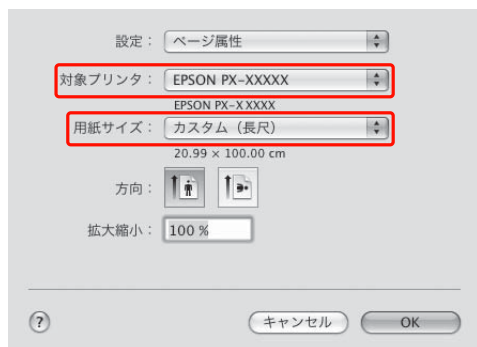 設定： ページ属性
対象プリンタ： EPSON PX-XXXXX
EPSON PX-XXXXX
用紙サイズ： カスタム（長尺）
20.99 × 100.00 cm
方向：
拡大縮小： 100 %
? キャンセル OK